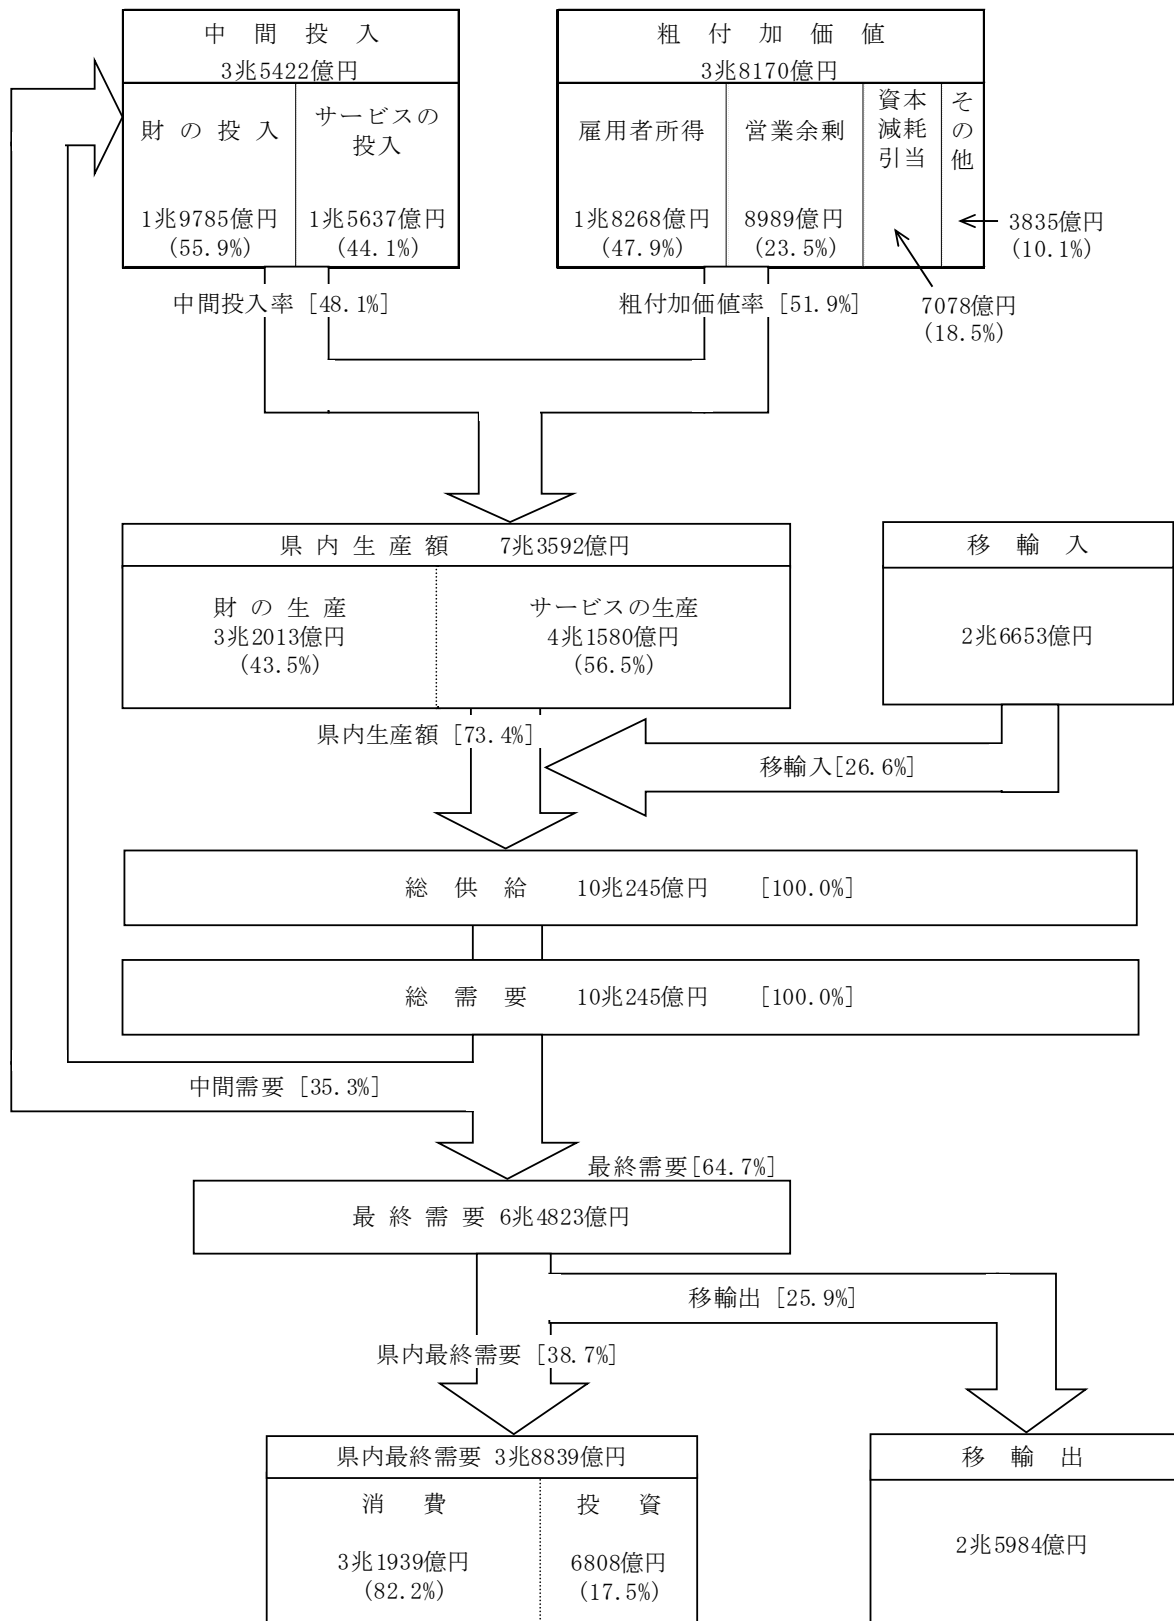 中間投入
3兆5422億円
財の投入
サービスの
投入
1兆9785億円
(55.9%)
1兆5637億円
(44.1%)
粗付加価値
3兆8170億円
雇用者所得
営業余剰
資本
減耗
引当
その他
1兆8268億円
(47.9%)
8989億円
(23.5%)
3835億円
(10.1%)
7078億円
(18.5%)
中間投入率 [48.1%]
粗付加価値率 [51.9%]
県内生産額 7兆3592億円
財の生産
3兆2013億円
(43.5%)
サービスの生産
4兆1580億円
(56.5%)
移輸入
2兆6653億円
県内生産額 [73.4%]
移輸入[26.6%]
総供給 10兆245億円 [100.0%]
総需要 10兆245億円 [100.0%]
中間需要 [35.3%]
最終需要[64.7%]
最終需要 6兆4823億円
移輸出 [25.9%]
県内最終需要 [38.7%]
県内最終需要 3兆8839億円
消費
3兆1939億円
(82.2%)
投資
6808億円
(17.5%)
移輸出
2兆5984億円